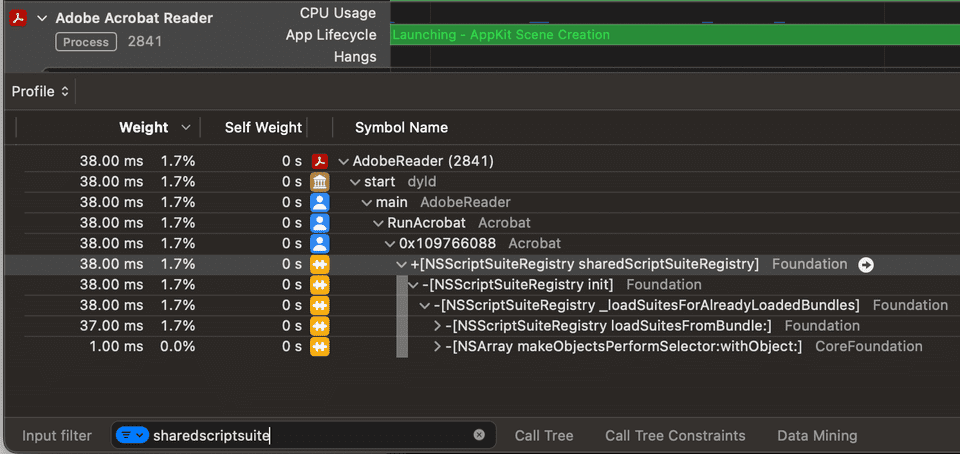 Adobe Acrobat Reader
Process 2841
CPU Usage
App Lifecycle
Hangs
Launching - AppKit Scene Creation
Profile
Weight Self Weight Symbol Name
38.00 ms 1.7% 0 s AdobeReader (2841)
38.00 ms 1.7% 0 s start dyld
38.00 ms 1.7% 0 s main AdobeReader
38.00 ms 1.7% 0 s RunAcrobat Acrobat
38.00 ms 1.7% 0 s 0x109766088 Acrobat
38.00 ms 1.7% 0 s +[NSScriptSuiteRegistry sharedScriptSuiteRegistry] Foundation
38.00 ms 1.7% 0 s -[NSScriptSuiteRegistry init] Foundation
38.00 ms 1.7% 0 s -[NSScriptSuiteRegistry _loadSuitesForAlreadyLoadedBundles] Foundation
37.00 ms 1.7% 0 s -[NSScriptSuiteRegistry loadSuitesFromBundle:] Foundation
1.00 ms 0.0% 0 s -[NSArray makeObjectsPerformSelector:withObject:] CoreFoundation
Input filter sharedscriptsuite Call Tree Call Tree Constraints Data Mining